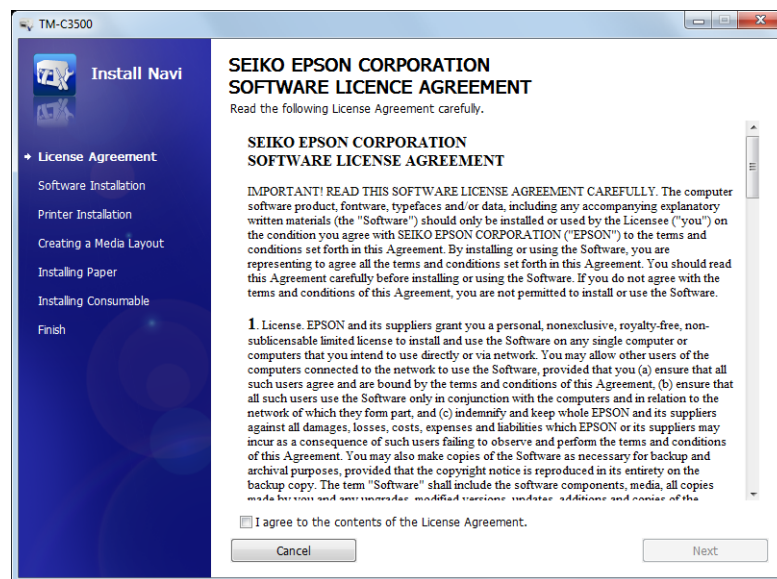 TM-C3500
Install Navi
License Agreement
Software Installation
Printer Installation
Creating a Media Layout
Installing Paper
Installing Consumable
Finish
SEIKO EPSON CORPORATION
SOFTWARE LICENCE AGREEMENT
Read the following License Agreement carefully.
SEIKO EPSON CORPORATION
SOFTWARE LICENSE AGREEMENT
IMPORTANT! READ THIS SOFTWARE LICENSE AGREEMENT CAREFULLY. The computer
software product, fontware, typefaces and/or data, including any accompanying explanatory
written materials (the "Software") should only be installed or used by the Licensee ("you") on
the condition you agree with SEIKO EPSON CORPORATION ("EPSON") to the terms and
conditions set forth in this Agreement. By installing or using the Software, you are
representing to agree all the terms and conditions set forth in this Agreement. You should read
this Agreement carefully before installing or using the Software. If you do not agree with the
terms and conditions of this Agreement, you are not permitted to install or use the Software.
1. License. EPSON and its suppliers grant you a personal, nonexclusive, royalty-free, non-
sublicensable limited license to install and use the Software on any single computer or
computers that you intend to use directly or via network. You may allow other users of the
computers connected to the network to use the Software, provided that you (a) ensure that all
such users agree and are bound by the terms and conditions of this Agreement, (b) ensure that
all such users use the Software only in conjunction with the computers and in relation to the
network of which they form part, and (c) indemnify and keep whole EPSON and its suppliers
against all damages, losses, costs, expenses and liabilities which EPSON or its suppliers may
incur as a consequence of such users failing to observe and perform the terms and conditions
of this Agreement. You may also make copies of the Software as necessary for backup and
archival purposes, provided that the copyright notice is reproduced in its entirety on the
backup copy. The term "Software" shall include the software components, media, all copies
made by you and any upgrades, modified versions, updates, additions and copies of the
I agree to the contents of the License Agreement.
Cancel
Next